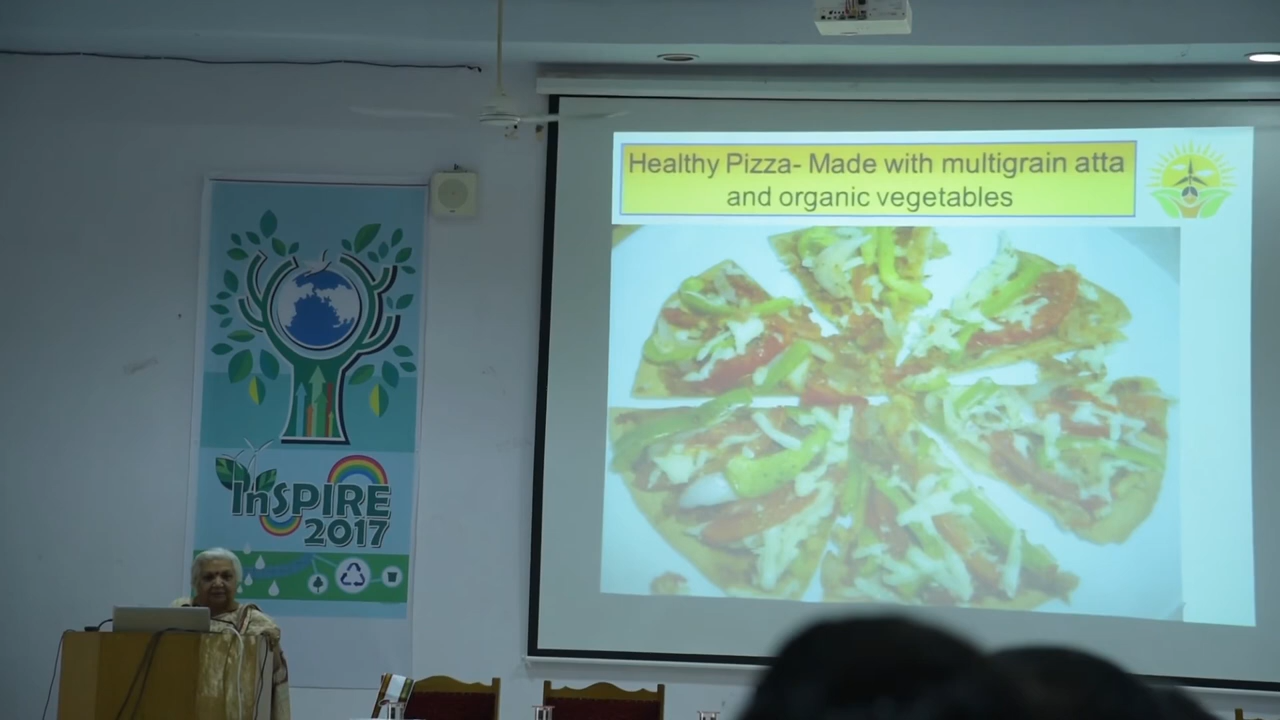 Healthy Pizza- Made with multigrain atta
and organic vegetables
InSPIRE
2017